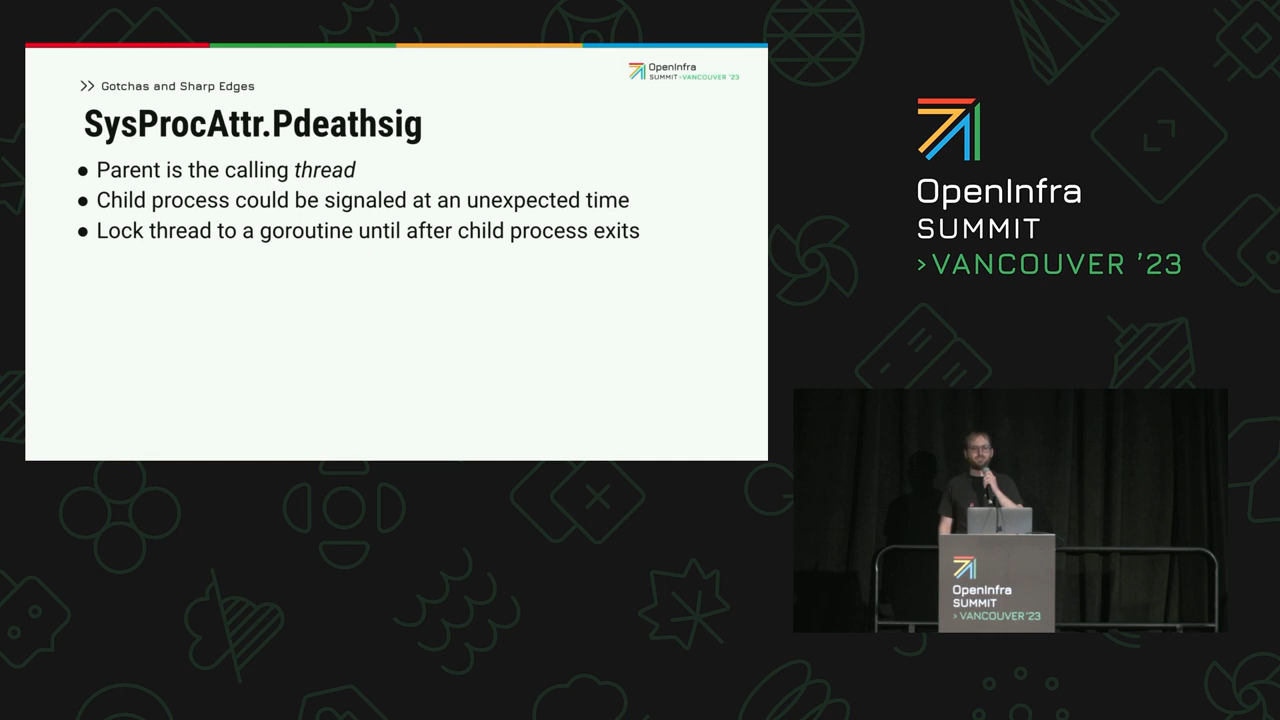 >> Gotchas and Sharp Edges
OpenInfra
SUMMIT >VANCOUVER '23
SysProcAttr.Pdeathsig
● Parent is the calling thread
● Child process could be signaled at an unexpected time
● Lock thread to a goroutine until after child process exits
OpenInfra
SUMMIT
>VANCOUVER '23
OpenInfra
SUMMIT
>VANCOUVER '23